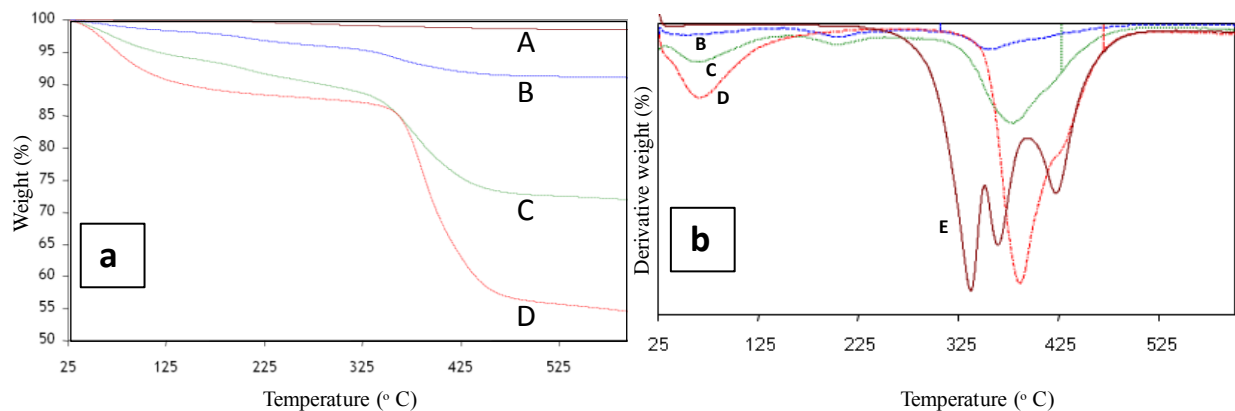 100
95
90
85
80
75
70
65
60
55
50
Weight (%)
A
B
C
D
a
25 125 225 325 425 525
Temperature (° C)
Derivative weight (%)
B
C
D
E
b
25 125 225 325 425 525
Temperature (° C)